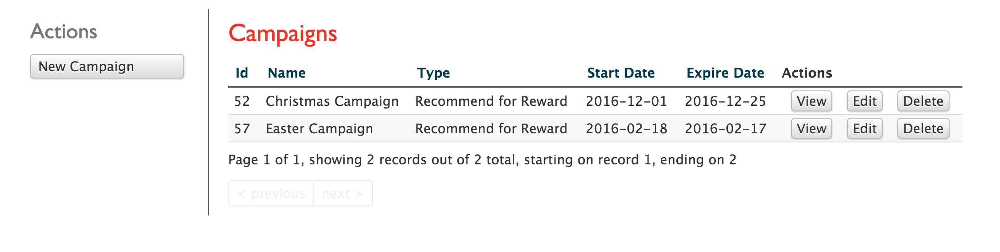 Actions
New Campaign
Campaigns
Id Name Type Start Date Expire Date Actions
52 Christmas Campaign Recommend for Reward 2016-12-01 2016-12-25 View Edit Delete
57 Easter Campaign Recommend for Reward 2016-02-18 2016-02-17 View Edit Delete
Page 1 of 1, showing 2 records out of 2 total, starting on record 1, ending on 2
< previous next >